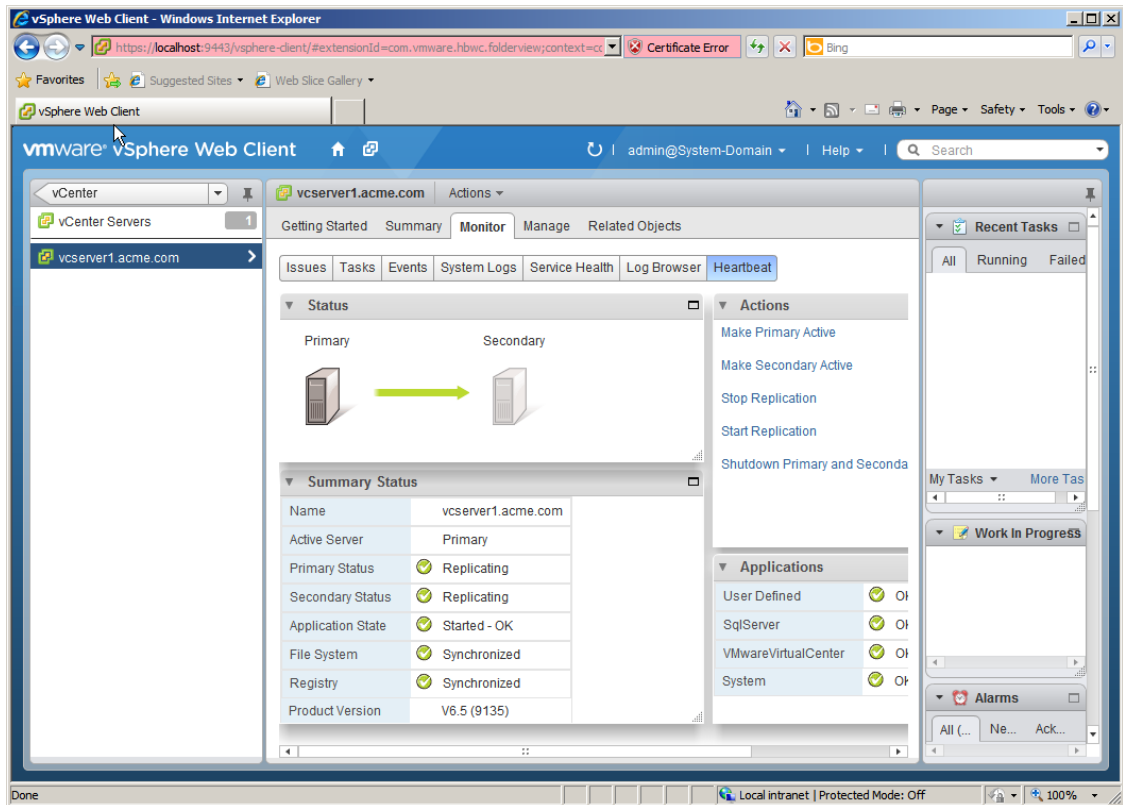 vSphere Web Client - Windows Internet Explorer
https://localhost:9443/vsphere-client/#extensionId=com.vmware.hbwc.folderview;context=cc Certificate Error Bing
Favorites Suggested Sites Web Slice Gallery
vSphere Web Client Page Safety Tools
vmware vSphere Web Client admin@System-Domain Help Search
vCenter
vCenter Servers 1
vcserver1.acme.com
vcserver1.acme.com Actions
Getting Started Summary Monitor Manage Related Objects
Issues Tasks Events System Logs Service Health Log Browser Heartbeat
Status
Primary Secondary
Summary Status
Name vcserver1.acme.com
Active Server Primary
Primary Status Replicating
Secondary Status Replicating
Application State Started - OK
File System Synchronized
Registry Synchronized
Product Version V6.5 (9135)
Actions
Make Primary Active
Make Secondary Active
Stop Replication
Start Replication
Shutdown Primary and Seconda
Applications
User Defined
SqlServer
VMwareVirtualCenter
System
Recent Tasks
All Running Failed
My Tasks More Tas
Work In Progress
Alarms
All (... Ne... Ack...
Done Local intranet | Protected Mode: Off 100%